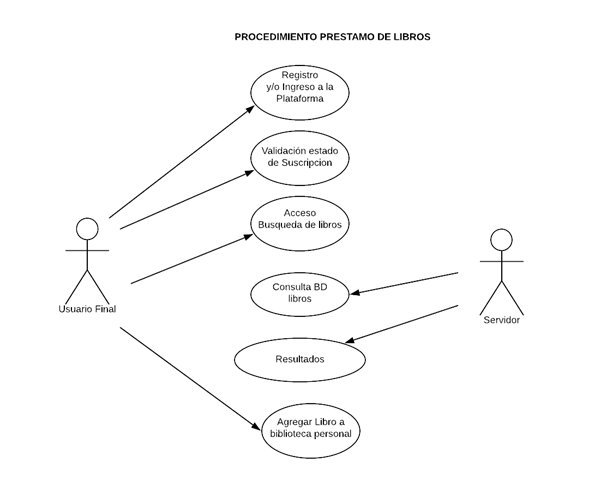 PROCEDIMIENTO PRESTAMO DE LIBROS
Registro
y/o Ingreso a la
Plataforma
Validación estado
de Suscripcion
Acceso
Busqueda de libros
Consulta BD
libros
Usuario Final
Servidor
Resultados
Agregar Libro a
biblioteca personal